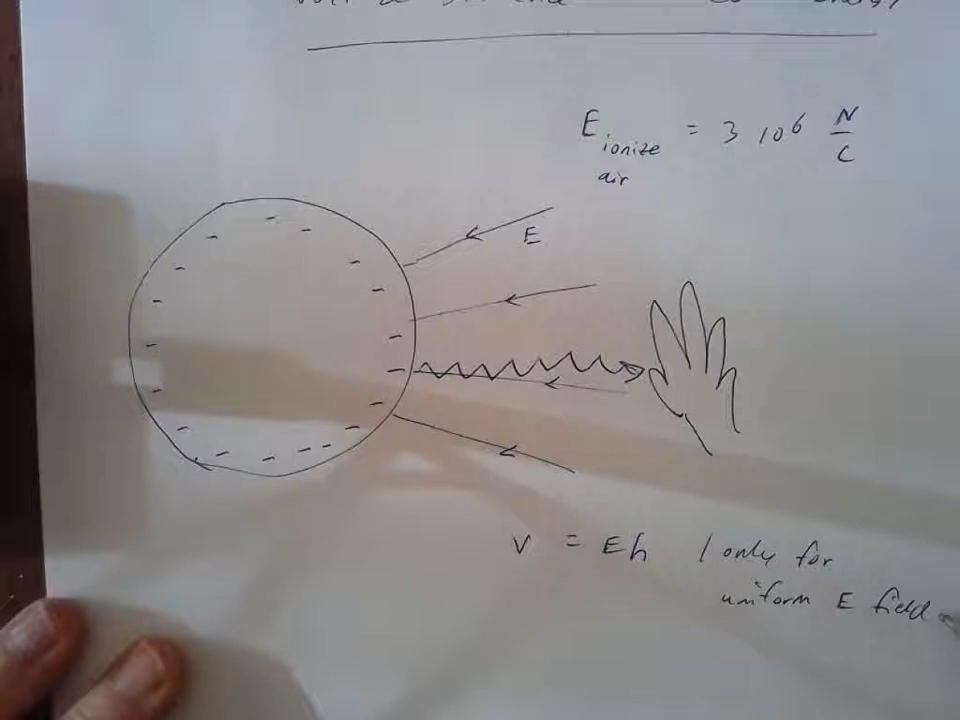 E ionize air = 3 10⁶ N/C
E
V = Eh | only for
uniform E field